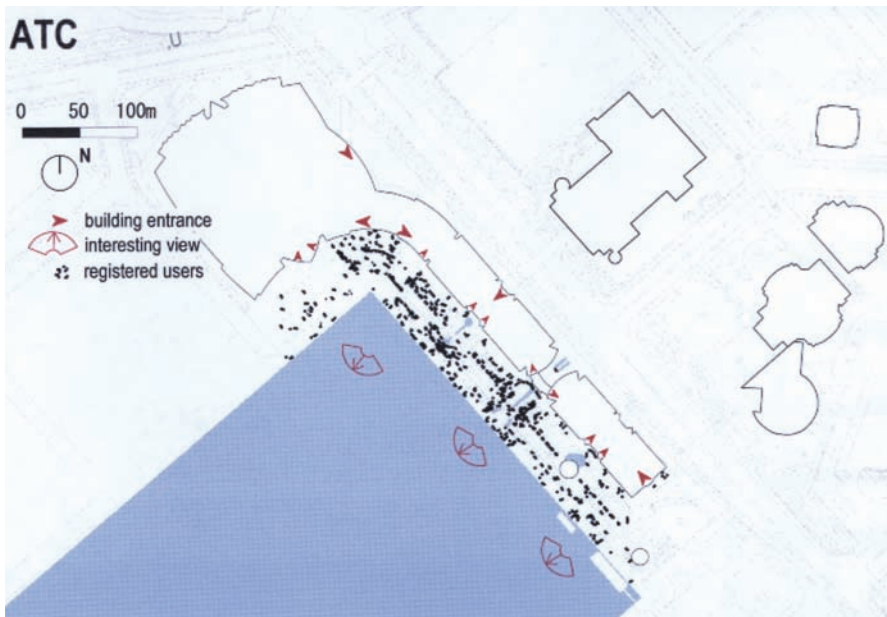 ATC
0 50 100m
N
building entrance
interesting view
registered users